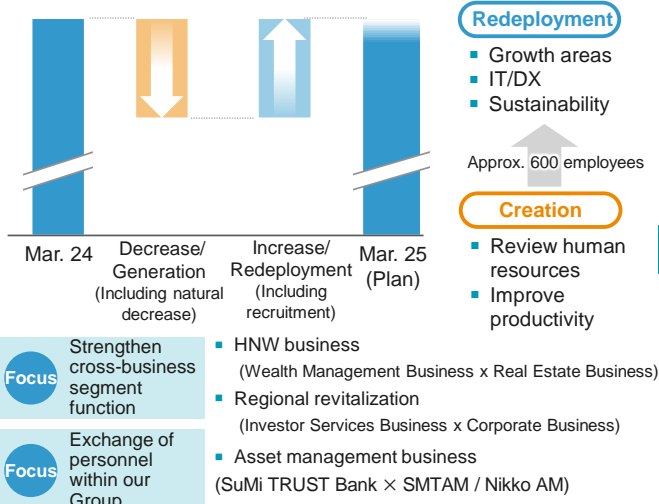 Redeployment
▪ Growth areas
▪ IT/DX
▪ Sustainability
Approx. 600 employees
Creation
▪ Review human
resources
▪ Improve
productivity
Mar. 24
Decrease/
Generation
(Including natural
decrease)
Increase/
Redeployment
(Including
recruitment)
Mar. 25
(Plan)
Focus
Strengthen
cross-business
segment
function
▪ HNW business
(Wealth Management Business x Real Estate Business)
▪ Regional revitalization
(Investor Services Business x Corporate Business)
Focus
Exchange of
personnel
within our
Group
▪ Asset management business
(SuMi TRUST Bank × SMTAM / Nikko AM)